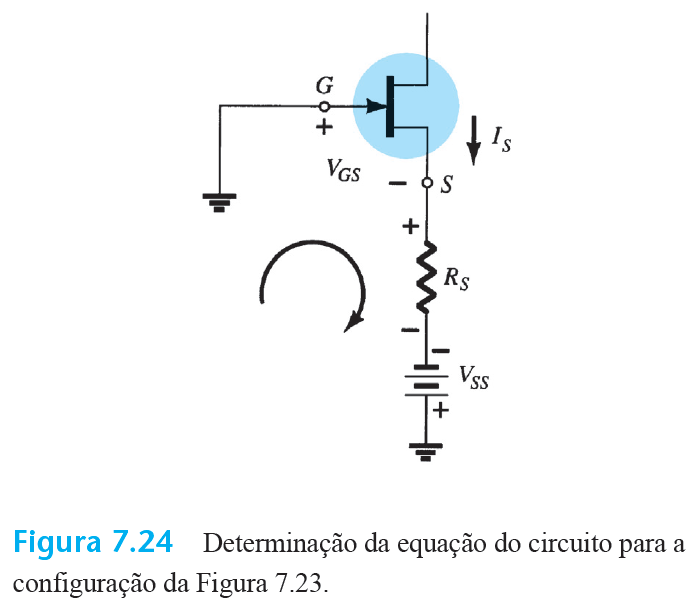 G
+
I_S
V_GS
− S
+
R_S
−
−
V_SS
+
Figura 7.24 Determinação da equação do circuito para a
configuração da Figura 7.23.